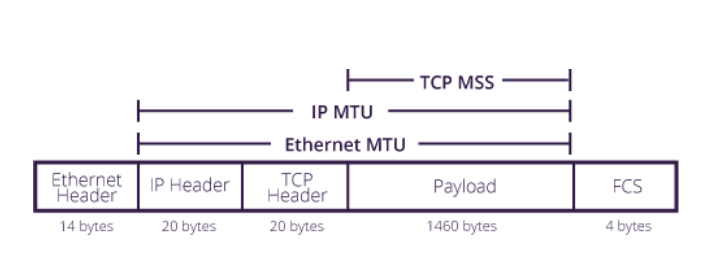 TCP MSS
IP MTU
Ethernet MTU
Ethernet
Header
IP Header
TCP
Header
Payload
FCS
14 bytes
20 bytes
20 bytes
1460 bytes
4 bytes